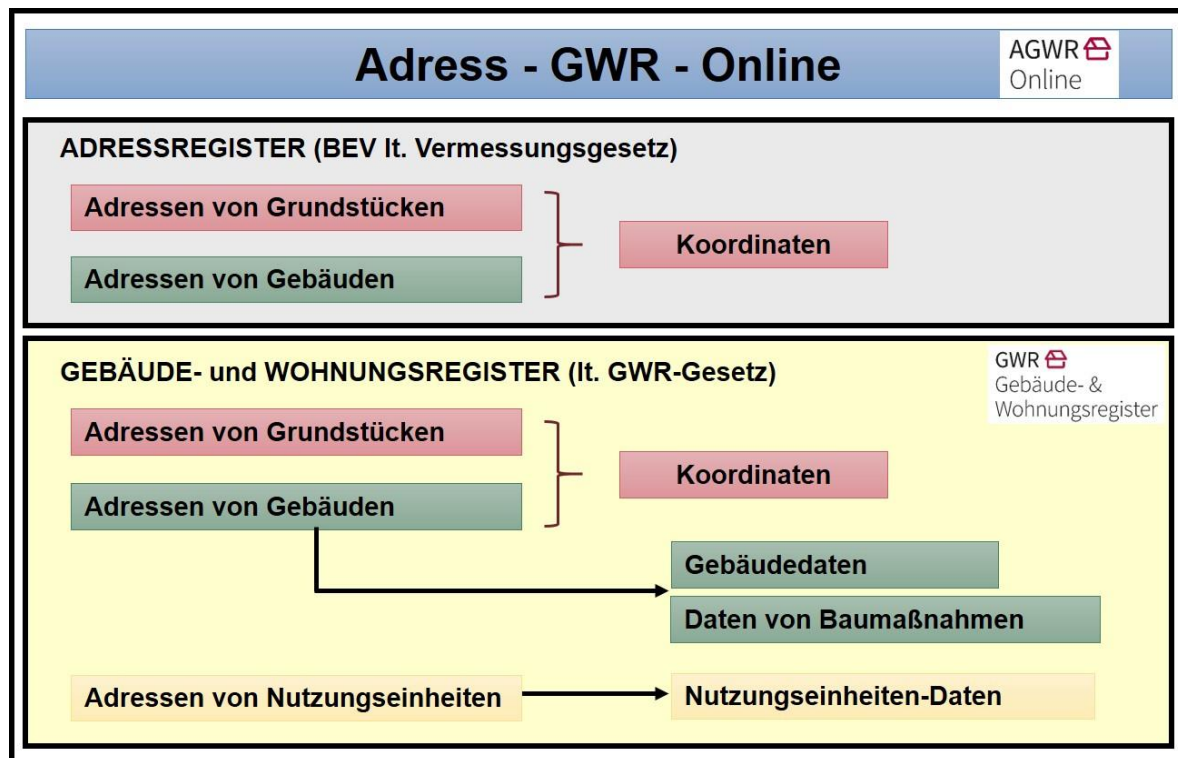 Adress - GWR - Online
AGWR
Online
ADRESSREGISTER (BEV lt. Vermessungsgesetz)
Adressen von Grundstücken
Koordinaten
Adressen von Gebäuden
GEBÄUDE- und WOHNUNGSREGISTER (lt. GWR-Gesetz)
GWR
Gebäude- &
Wohnungsregister
Adressen von Grundstücken
Koordinaten
Adressen von Gebäuden
Gebäudedaten
Daten von Baumaßnahmen
Adressen von Nutzungseinheiten
Nutzungseinheiten-Daten